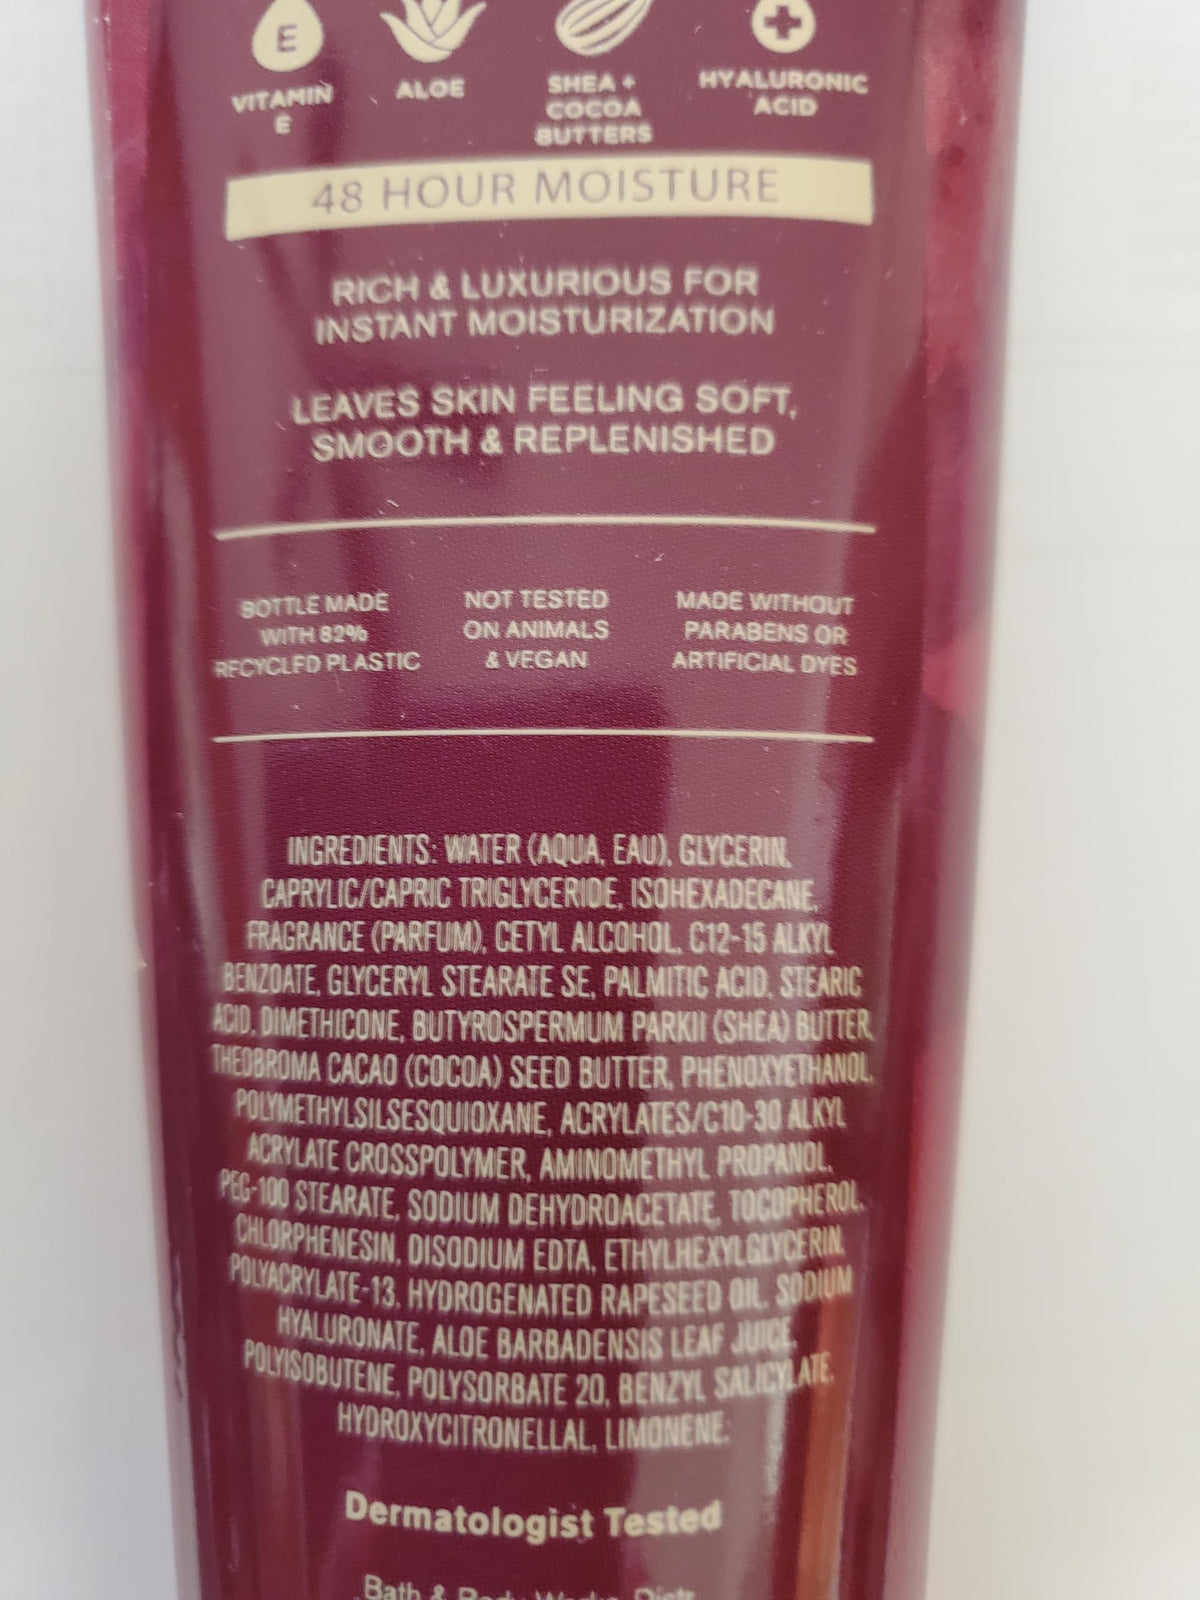 E
VITAMIN
E
ALOE
SHEA +
COCOA
BUTTERS
HYALURONIC
ACID
48 HOUR MOISTURE
RICH & LUXURIOUS FOR
INSTANT MOISTURIZATION
LEAVES SKIN FEELING SOFT,
SMOOTH & REPLENISHED
BOTTLE MADE
WITH 82%
RECYCLED PLASTIC
NOT TESTED
ON ANIMALS
& VEGAN
MADE WITHOUT
PARABENS OR
ARTIFICIAL DYES
INGREDIENTS: WATER (AQUA, EAU), GLYCERIN,
CAPRYLIC/CAPRIC TRIGLYCERIDE, ISOHEXADECANE,
FRAGRANCE (PARFUM), CETYL ALCOHOL, C12-15 ALKYL
BENZOATE, GLYCERYL STEARATE SE, PALMITIC ACID, STEARIC
ACID, DIMETHICONE, BUTYROSPERMUM PARKII (SHEA) BUTTER,
THEOBROMA CACAO (COCOA) SEED BUTTER, PHENOXYETHANOL,
POLYMETHYLSILSESQUIOXANE, ACRYLATES/C10-30 ALKYL
ACRYLATE CROSSPOLYMER, AMINOMETHYL PROPANOL,
PEG-100 STEARATE, SODIUM DEHYDROACETATE, TOCOPHEROL,
CHLORPHENESIN, DISODIUM EDTA, ETHYLHEXYLGLYCERIN,
POLYACRYLATE-13, HYDROGENATED RAPESEED OIL, SODIUM
HYALURONATE, ALOE BARBADENSIS LEAF JUICE,
POLYISOBUTENE, POLYSORBATE 20, BENZYL SALICYLATE,
HYDROXYCITRONELLAL, LIMONENE.
Dermatologist Tested
Bath & Body Works, Distr.